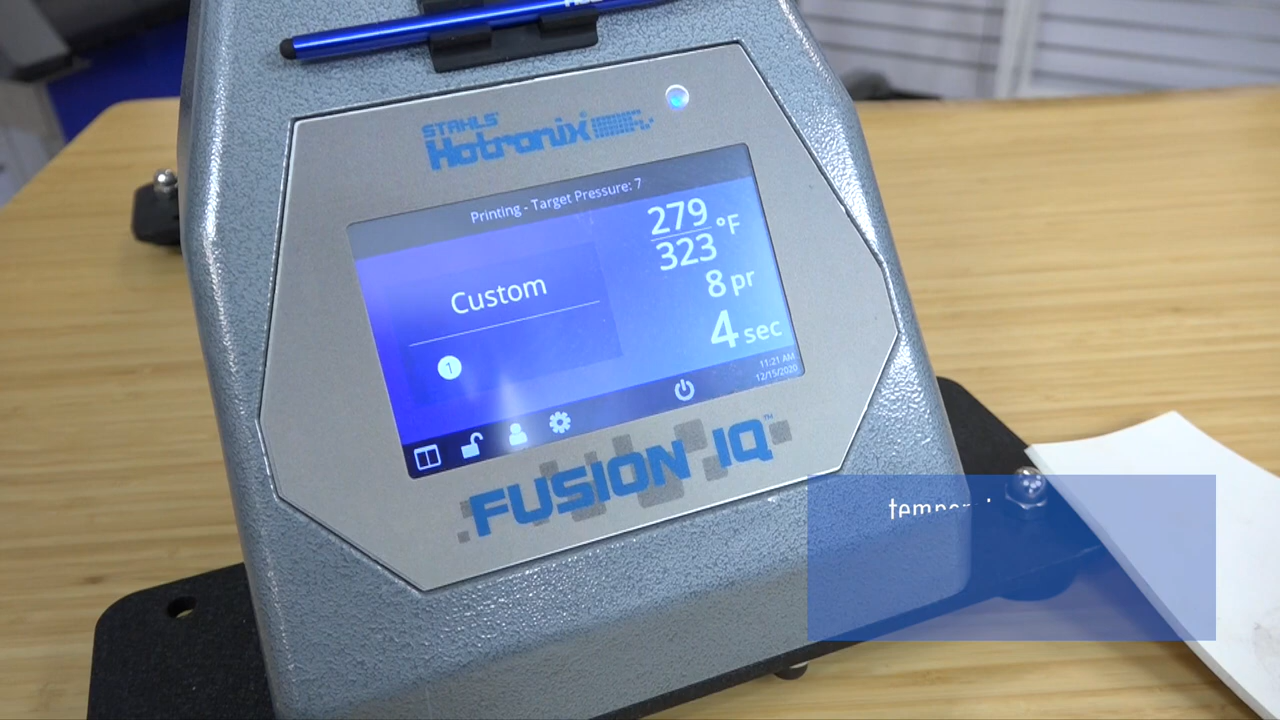 STAHLS'
Hotronix
Printing - Target Pressure: 7
279
323 °F
Custom
8 pr
4 sec
1
11:21 AM
12/15/2020
FUSION IQ™